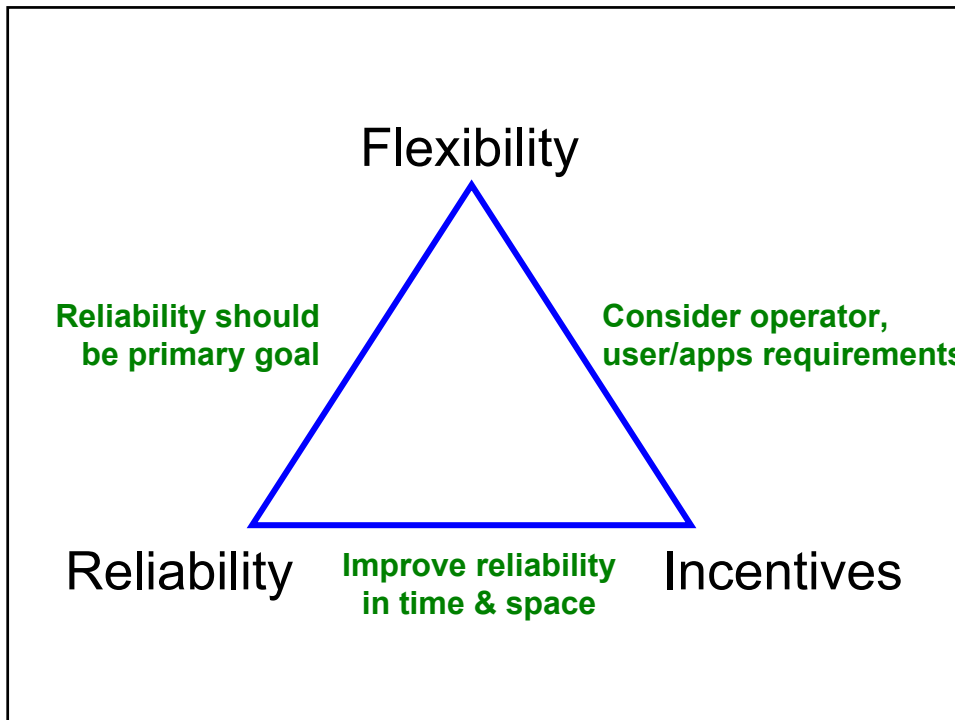 Flexibility
Reliability should
be primary goal
Consider operator,
user/apps requirements
Reliability
Improve reliability
in time & space
Incentives